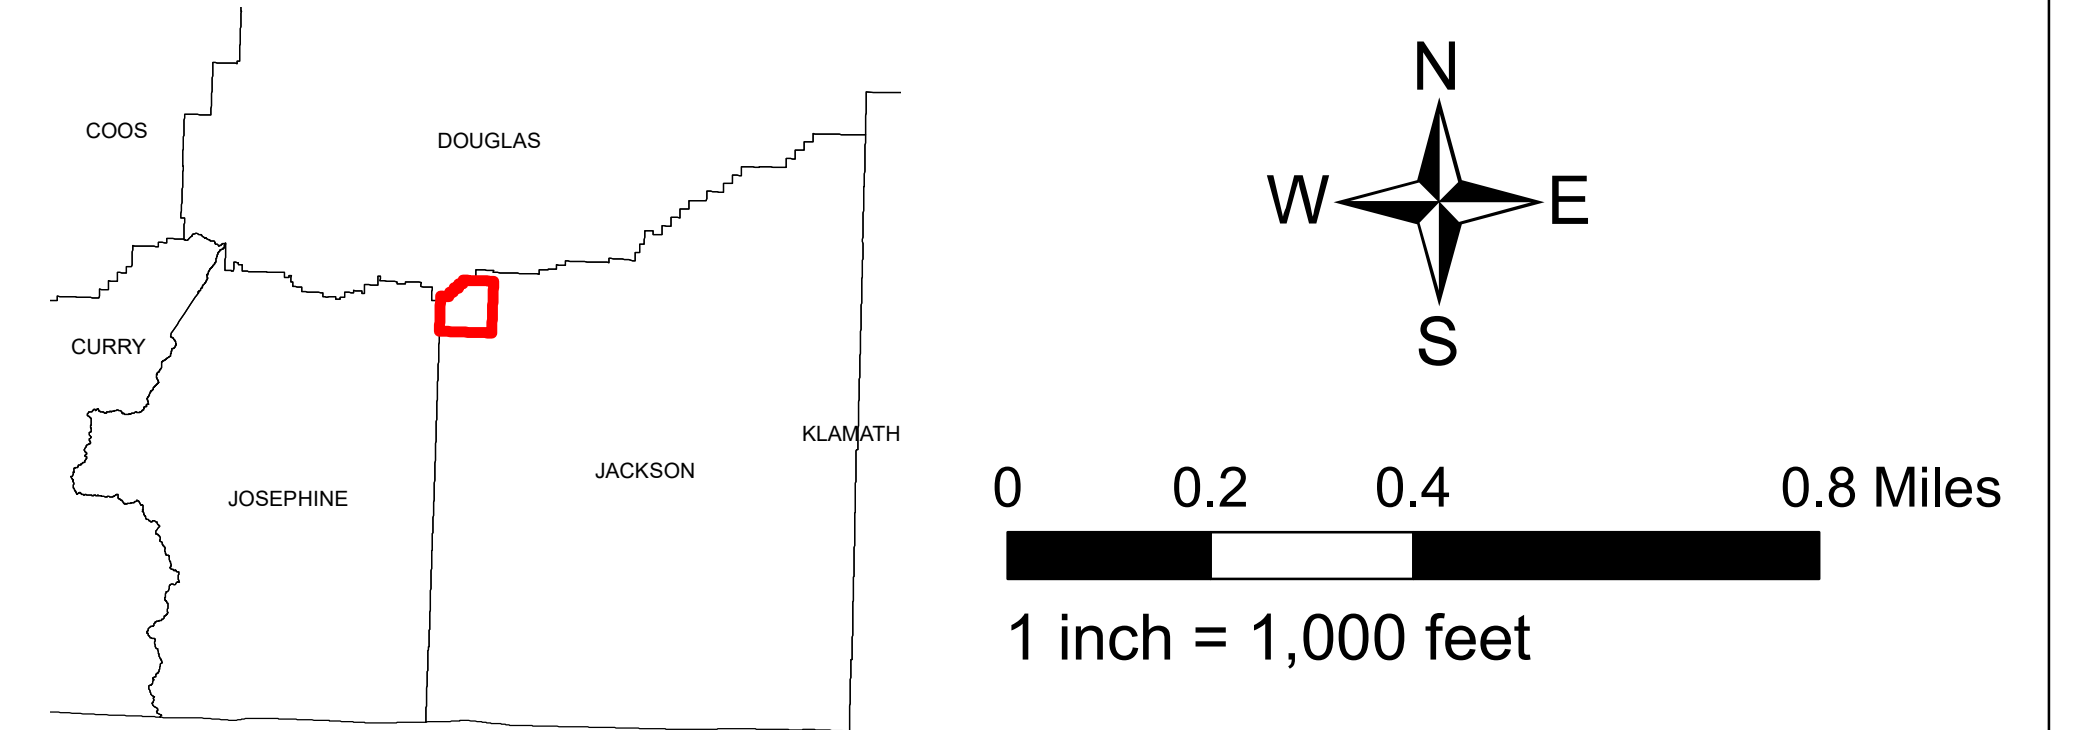 COOS
DOUGLAS
CURRY
KLAMATH
JACKSON
JOSEPHINE
N
W E
S
0 0.2 0.4 0.8 Miles
1 inch = 1,000 feet